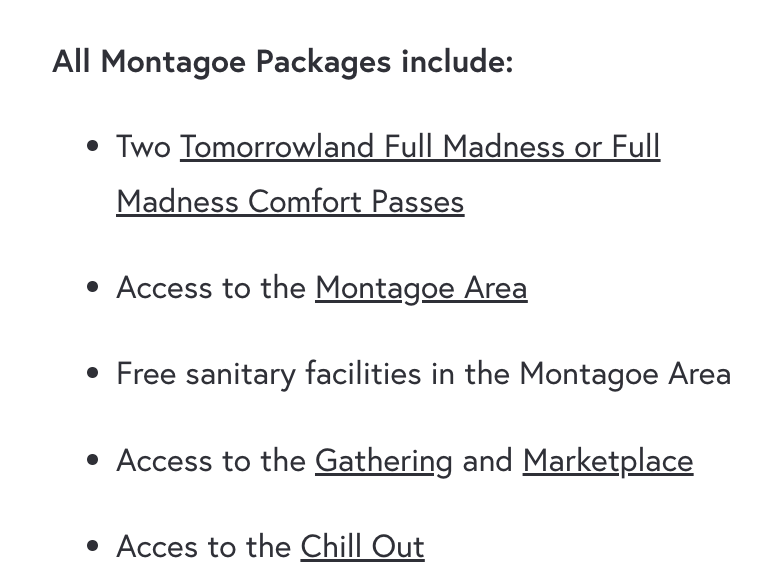 All Montagoe Packages include:
• Two Tomorrowland Full Madness or Full
Madness Comfort Passes
• Access to the Montagoe Area
• Free sanitary facilities in the Montagoe Area
• Access to the Gathering and Marketplace
• Acces to the Chill Out